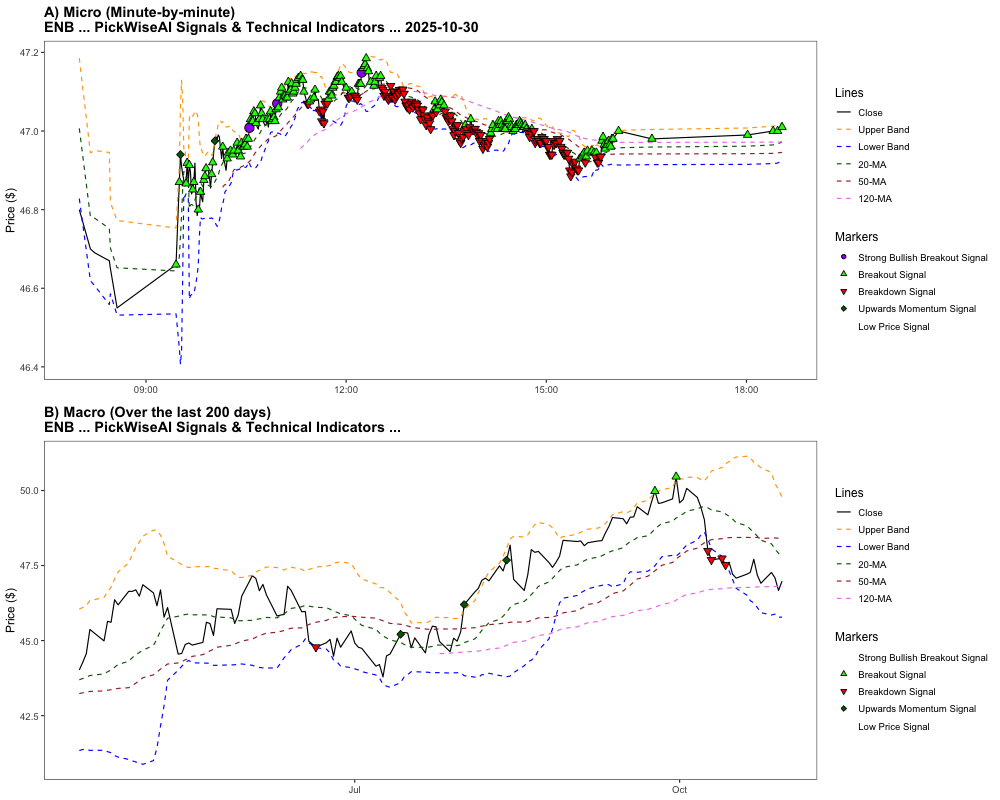 A) Micro (Minute-by-minute)
ENB ... PickWiseAI Signals & Technical Indicators ... 2025-10-30
Price ($)
47.2
47.0
46.8
46.6
46.4
09:00
12:00
15:00
18:00
Lines
Close
Upper Band
Lower Band
20-MA
50-MA
120-MA
Markers
Strong Bullish Breakout Signal
Breakout Signal
Breakdown Signal
Upwards Momentum Signal
Low Price Signal
B) Macro (Over the last 200 days)
ENB ... PickWiseAI Signals & Technical Indicators ...
Price ($)
50.0
47.5
45.0
42.5
Jul
Oct
Lines
Close
Upper Band
Lower Band
20-MA
50-MA
120-MA
Markers
Strong Bullish Breakout Signal
Breakout Signal
Breakdown Signal
Upwards Momentum Signal
Low Price Signal